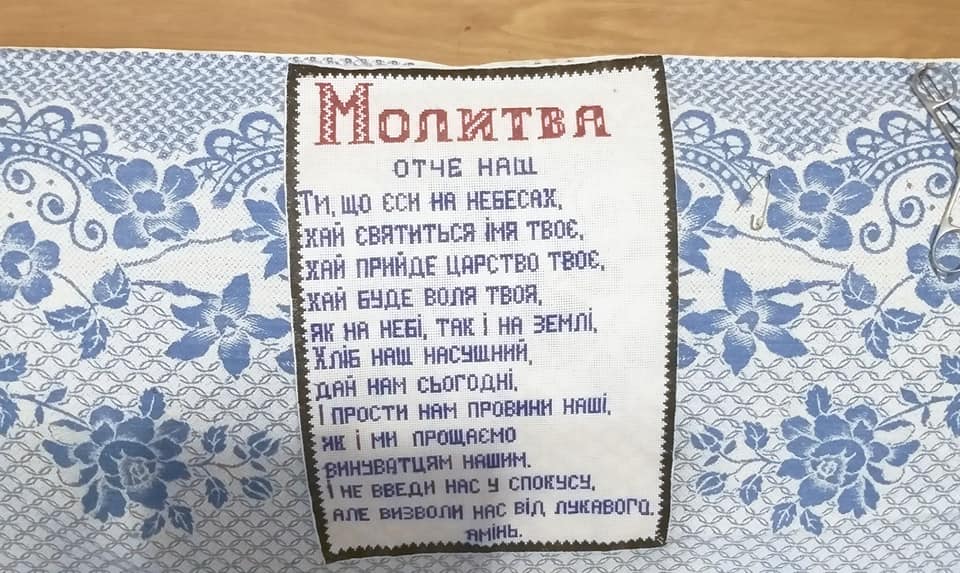 Молитва
ОТЧЕ НАШ
Ти, ЩО ЄСИ НА НЕБЕСАХ,
ХАЙ СВЯТИТЬСЯ ІМЯ ТВОЄ,
ХАЙ ПРИЙДЕ ЦАРСТВО ТВОЄ,
ХАЙ БУДЕ ВОЛЯ ТВОЯ,
ЯК НА НЕБІ, ТАК І НА ЗЕМЛІ,
ХЛІБ НАШ НАСУЩНИЙ,
ДАЙ НАМ СЬОГОДНІ,
І ПРОСТИ НАМ ПРОВИНИ НАШІ,
ЯК І МИ ПРОЩАЄМО
ВИНУВАТЦЯМ НАШИМ.
І НЕ ВВЕДИ НАС У СПОКУСУ,
АЛЕ ВИЗВОЛИ НАС ВІД ЛУКАВОГО.
АМІНЬ.